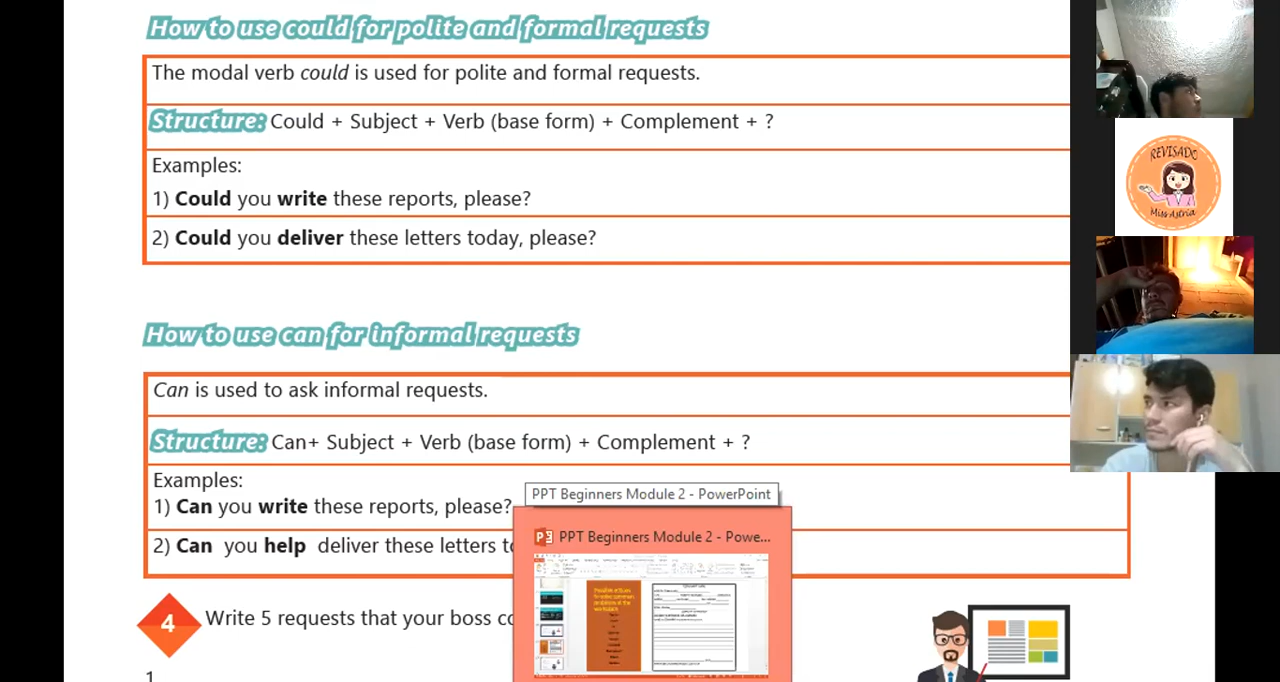 How to use could for polite and formal requests
The modal verb could is used for polite and formal requests.
Structure: Could + Subject + Verb (base form) + Complement + ?
Examples:
1) Could you write these reports, please?
2) Could you deliver these letters today, please?
How to use can for informal requests
Can is used to ask informal requests.
Structure: Can+ Subject + Verb (base form) + Complement + ?
Examples:
1) Can you write these reports, please?
2) Can you help deliver these letters
4 Write 5 requests that your boss
1
PPT Beginners Module 2 - PowerPoint
PPT Beginners Module 2 - Powe...
REVISADO
Miss Astria